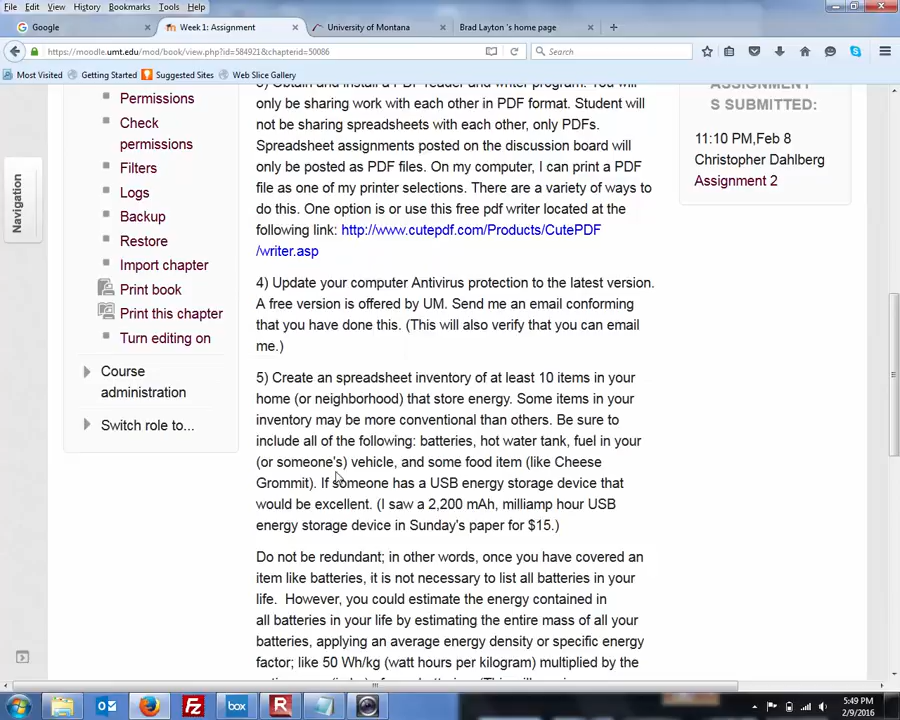 File Edit View History Bookmarks Tools Help
Google
Week 1: Assignment
University of Montana
Brad Layton 's home page
https://moodle.umt.edu/mod/book/view.php?id=584921&chapterid=50086
Search
Most Visited Getting Started Suggested Sites Web Slice Gallery
Navigation
Permissions
Check
permissions
Filters
Logs
Backup
Restore
Import chapter
Print book
Print this chapter
Turn editing on
Course
administration
Switch role to...
Obtain and install a PDF reader and writer program. You will
only be sharing work with each other in PDF format. Student will
not be sharing spreadsheets with each other, only PDFs.
Spreadsheet assignments posted on the discussion board will
only be posted as PDF files. On my computer, I can print a PDF
file as one of my printer selections. There are a variety of ways to
do this. One option is or use this free pdf writer located at the
following link: http://www.cutepdf.com/Products/CutePDF
/writer.asp
4) Update your computer Antivirus protection to the latest version.
A free version is offered by UM. Send me an email conforming
that you have done this. (This will also verify that you can email
me.)
5) Create an spreadsheet inventory of at least 10 items in your
home (or neighborhood) that store energy. Some items in your
inventory may be more conventional than others. Be sure to
include all of the following: batteries, hot water tank, fuel in your
(or someone's) vehicle, and some food item (like Cheese
Grommit). If someone has a USB energy storage device that
would be excellent. (I saw a 2,200 mAh, milliamp hour USB
energy storage device in Sunday's paper for $15.)
Do not be redundant; in other words, once you have covered an
item like batteries, it is not necessary to list all batteries in your
life. However, you could estimate the energy contained in
all batteries in your life by estimating the entire mass of all your
batteries, applying an average energy density or specific energy
factor; like 50 Wh/kg (watt hours per kilogram) multiplied by the
ASSIGNMENT
S SUBMITTED:
11:10 PM,Feb 8
Christopher Dahlberg
Assignment 2
box
5:49 PM
2/9/2016